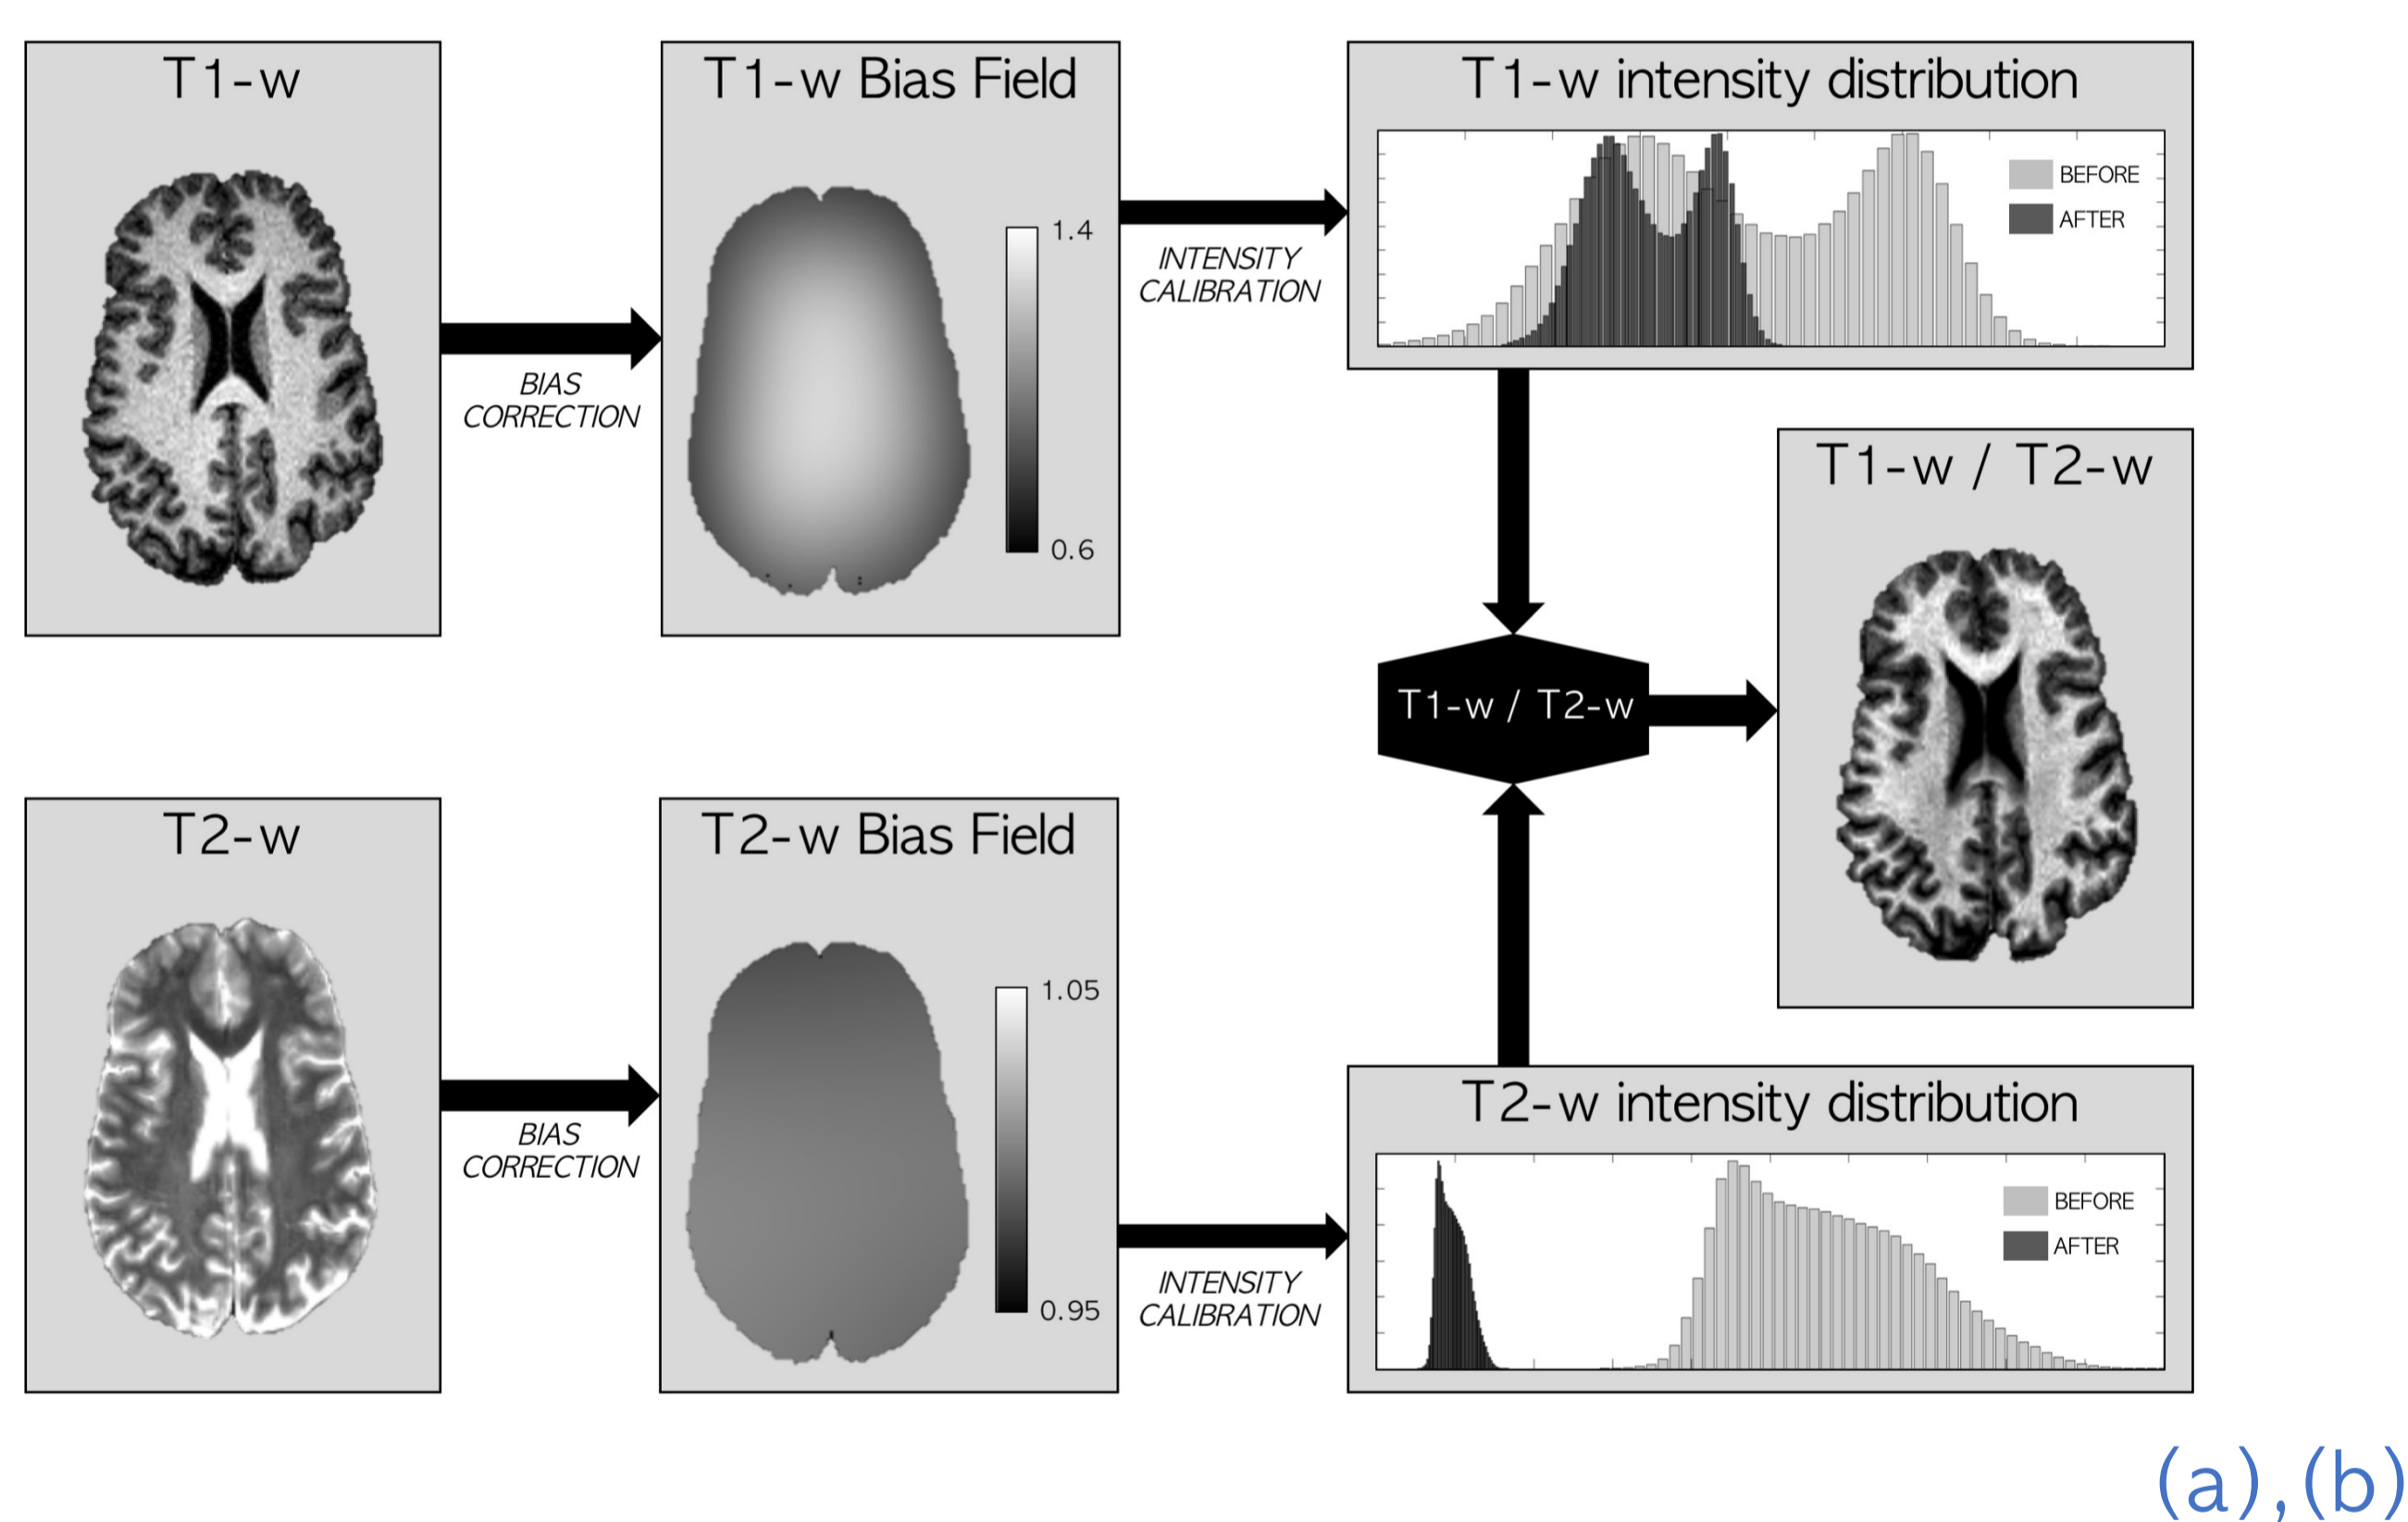 T1-w
T1-w Bias Field
T1-w intensity distribution
BEFORE
AFTER
1.4
0.6
BIAS
CORRECTION
INTENSITY
CALIBRATION
T1-w / T2-w
T1-w / T2-w
T2-w
T2-w Bias Field
1.05
0.95
BIAS
CORRECTION
INTENSITY
CALIBRATION
T2-w intensity distribution
BEFORE
AFTER
(a),(b)